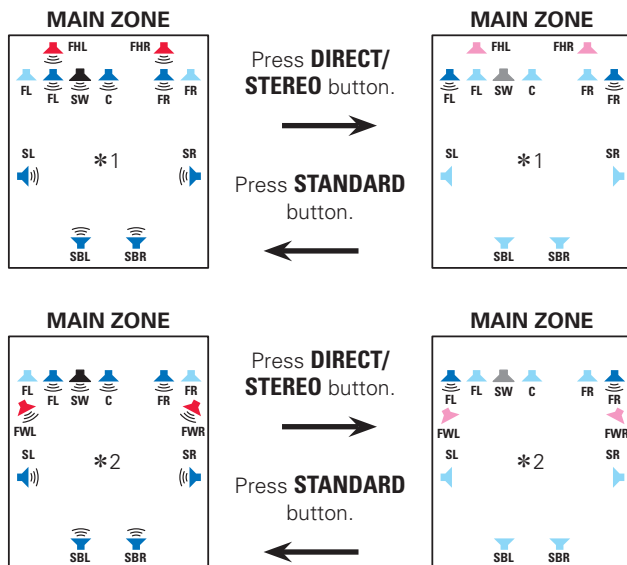 MAIN ZONE
FHL FHR
FL FL SW C FR FR
SL SR
*1
SBL SBR
Press DIRECT/
STEREO button.
Press STANDARD
button.
MAIN ZONE
FHL FHR
FL FL SW C FR FR
SL SR
*1
SBL SBR
MAIN ZONE
FL FL SW C FR FR
FWL FWR
SL SR
*2
SBL SBR
Press DIRECT/
STEREO button.
Press STANDARD
button.
MAIN ZONE
FL FL SW C FR FR
FWL FWR
SL SR
*2
SBL SBR